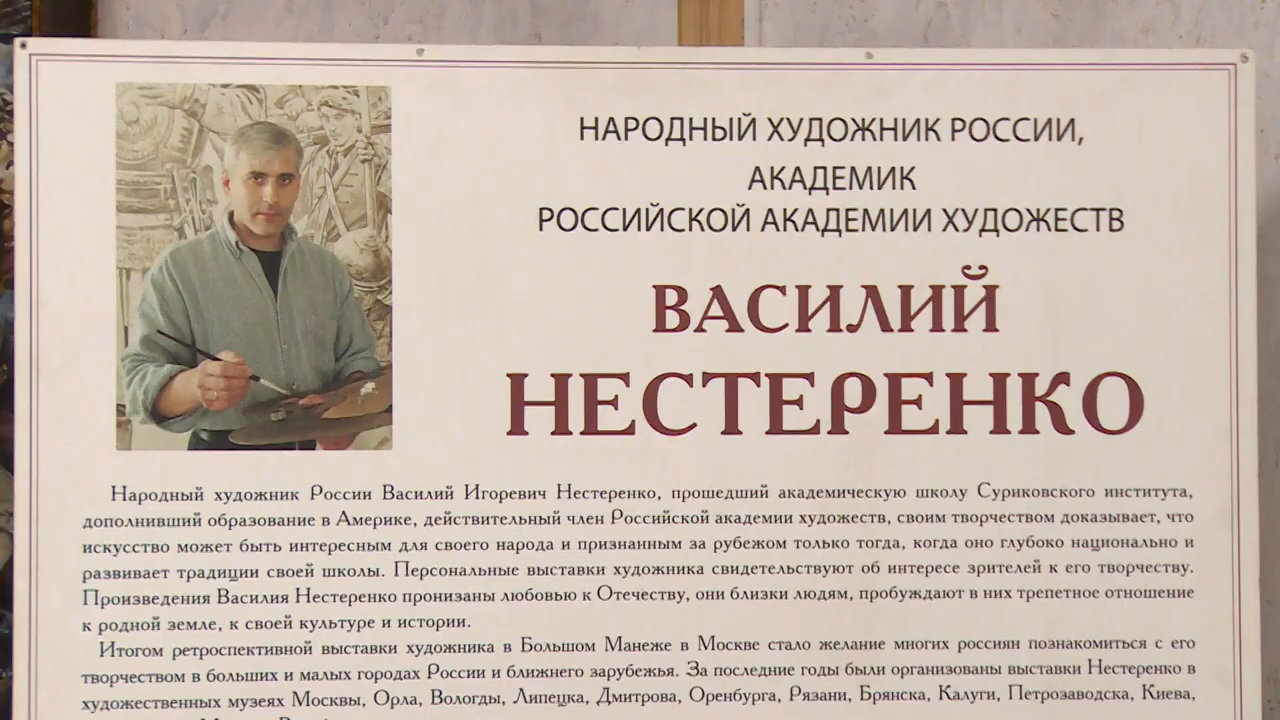 НАРОДНЫЙ ХУДОЖНИК РОССИИ,
АКАДЕМИК
РОССИЙСКОЙ АКАДЕМИИ ХУДОЖЕСТВ
ВАСИЛИЙ
НЕСТЕРЕНКО
Народный художник России Василий Игоревич Нестеренко, прошедший академическую школу Суриковского института,
дополнивший образование в Америке, действительный член Российской академии художеств, своим творчеством доказывает, что
искусство может быть интересным для своего народа и признанным за рубежом только тогда, когда оно глубоко национально и
развивает традиции своей школы. Персональные выставки художника свидетельствуют об интересе зрителей к его творчеству.
Произведения Василия Нестеренко пронизаны любовью к Отечеству, они близки людям, пробуждают в них трепетное отношение
к родной земле, к своей культуре и истории.
Итогом ретроспективной выставки художника в Большом Манеже в Москве стало желание многих россиян познакомиться с его
творчеством в больших и малых городах России и ближнего зарубежья. За последние годы были организованы выставки Нестеренко в
художественных музеях Москвы, Орла, Вологды, Липецка, Дмитрова, Оренбурга, Рязани, Брянска, Калуги, Петрозаводска, Киева,